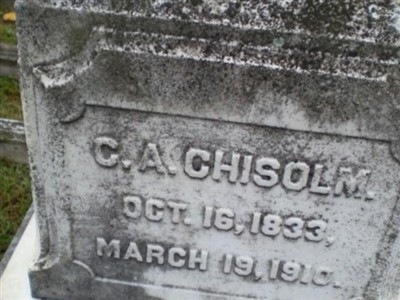 C. A. CHISOLM.
OCT. 16, 1833,
MARCH 19, 1910.